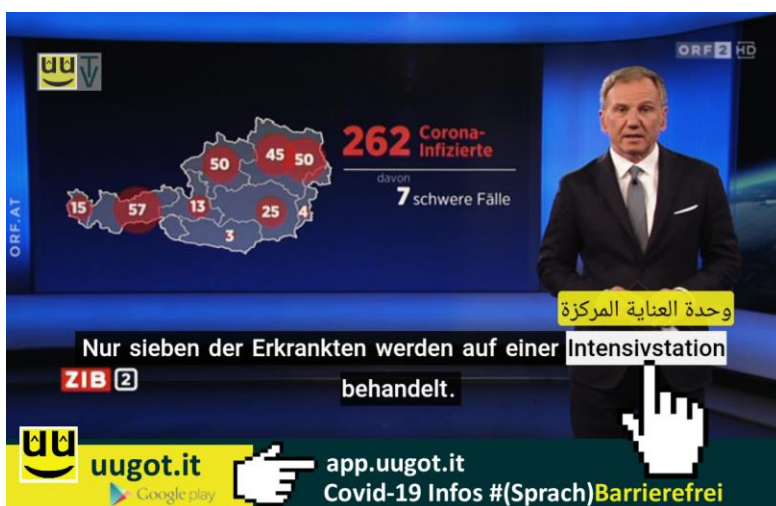 uu
TV
ORF 2 HD
ORF.AT
262 Corona-Infizierte
davon
7 schwere Fälle
50
45
50
15
57
13
25
4
3
وحدة العناية المركزة
Nur sieben der Erkrankten werden auf einer Intensivstation
behandelt.
ZIB 2
uu
uugot.it
Google play
app.uugot.it
Covid-19 Infos #(Sprach)Barrierefrei